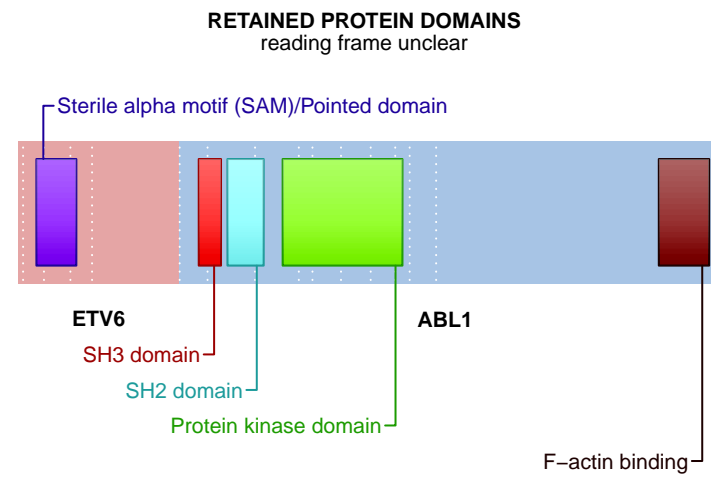 RETAINED PROTEIN DOMAINS
reading frame unclear
Sterile alpha motif (SAM)/Pointed domain
ETV6
ABL1
SH3 domain
SH2 domain
Protein kinase domain
F−actin binding